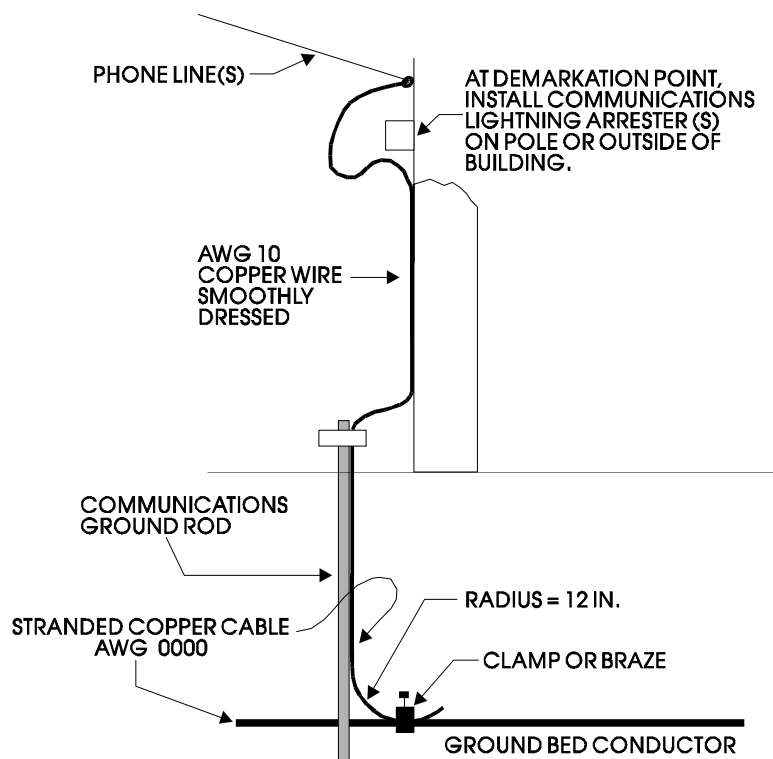 PHONE LINE(S)
AT DEMARKATION POINT,
INSTALL COMMUNICATIONS
LIGHTNING ARRESTER (S)
ON POLE OR OUTSIDE OF
BUILDING.
AWG 10
COPPER WIRE
SMOOTHLY
DRESSED
COMMUNICATIONS
GROUND ROD
RADIUS = 12 IN.
STRANDED COPPER CABLE
AWG 0000
CLAMP OR BRAZE
GROUND BED CONDUCTOR